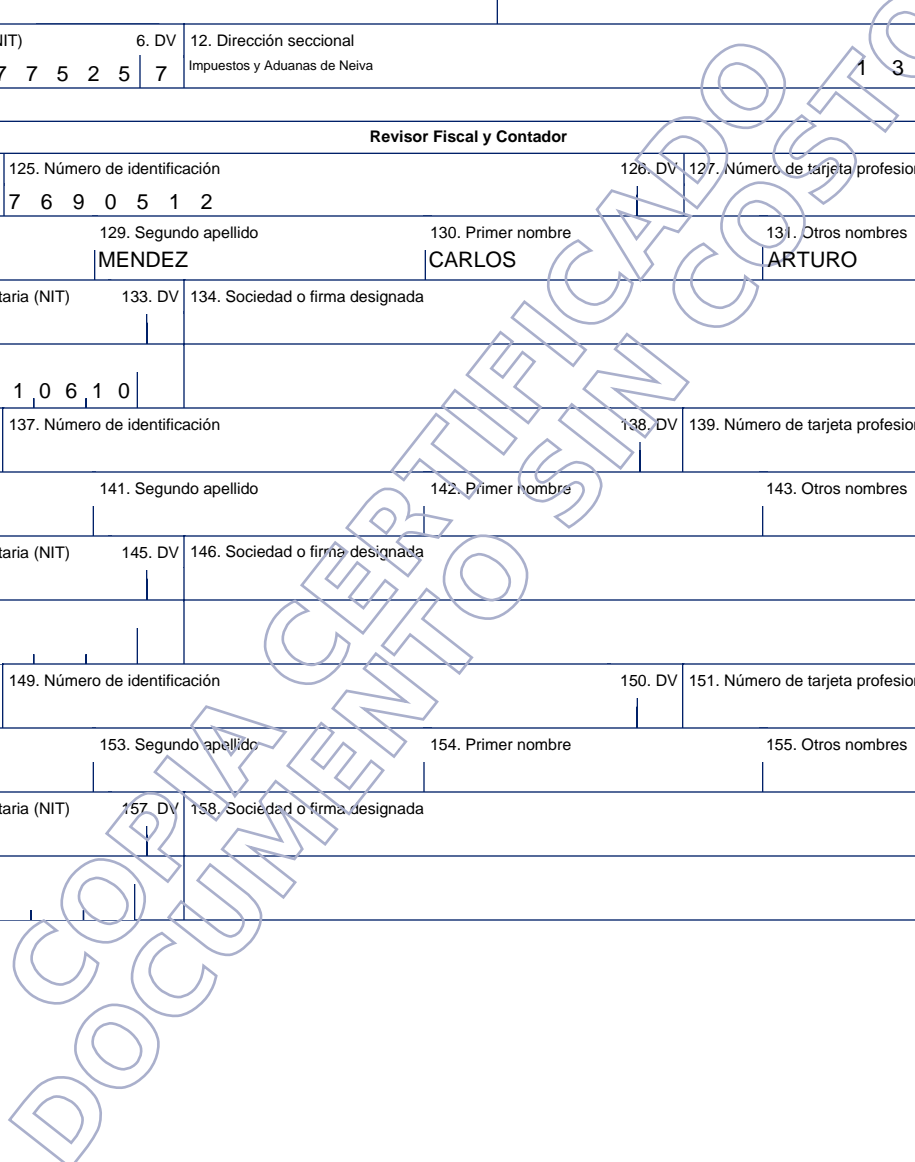 IT) 6. DV 12. Dirección seccional
7 7 5 2 5 7 Impuestos y Aduanas de Neiva 1 3
Revisor Fiscal y Contador
125. Número de identificación 126. DV 127. Número de tarjeta profesion
7 6 9 0 5 1 2
129. Segundo apellido 130. Primer nombre 131. Otros nombres
MENDEZ CARLOS ARTURO
taria (NIT) 133. DV 134. Sociedad o firma designada
1 0 6 1 0
137. Número de identificación 138. DV 139. Número de tarjeta profesion
141. Segundo apellido 142. Primer nombre 143. Otros nombres
taria (NIT) 145. DV 146. Sociedad o firma designada
149. Número de identificación 150. DV 151. Número de tarjeta profesion
153. Segundo apellido 154. Primer nombre 155. Otros nombres
taria (NIT) 157. DV 158. Sociedad o firma designada
COPIA CERTIFICADO
DOCUMENTO SIN COSTO